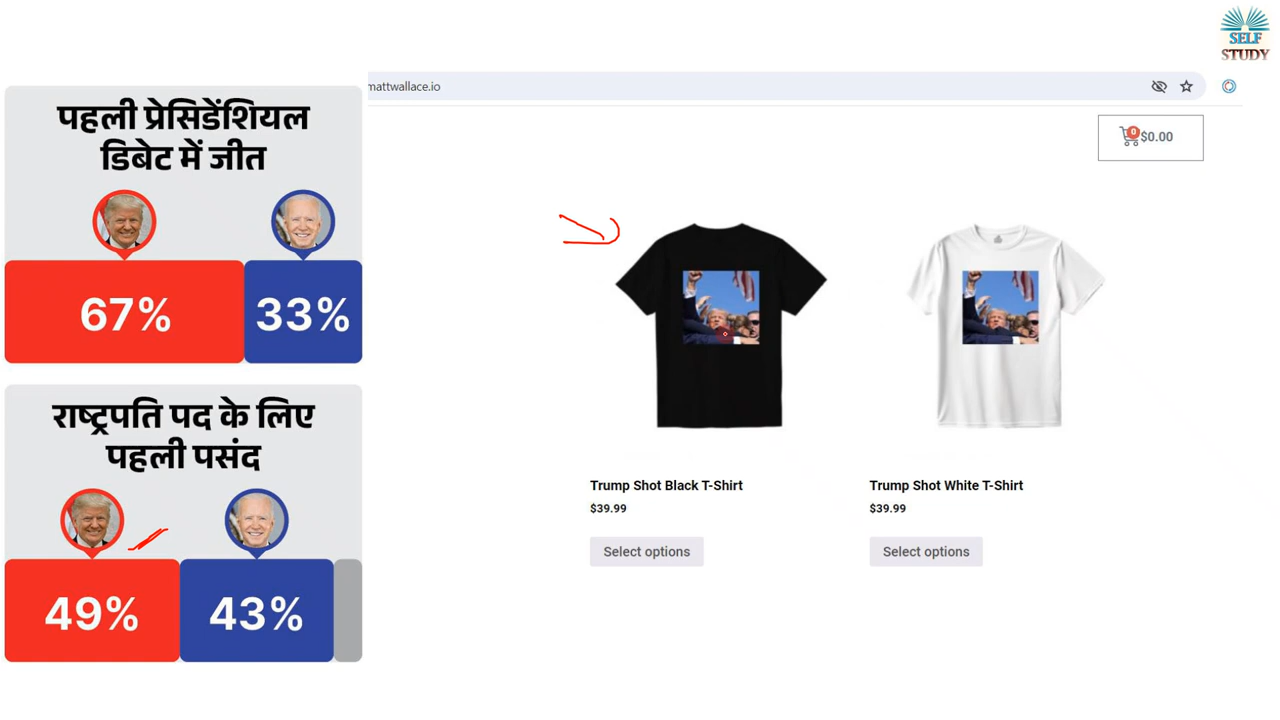 SELF
STUDY
पहली प्रेसिडेंशियल
डिबेट में जीत
67%
33%
राष्ट्रपति पद के लिए
पहली पसंद
49%
43%
mattwallace.io
0
$0.00
Trump Shot Black T-Shirt
$39.99
Select options
Trump Shot White T-Shirt
$39.99
Select options